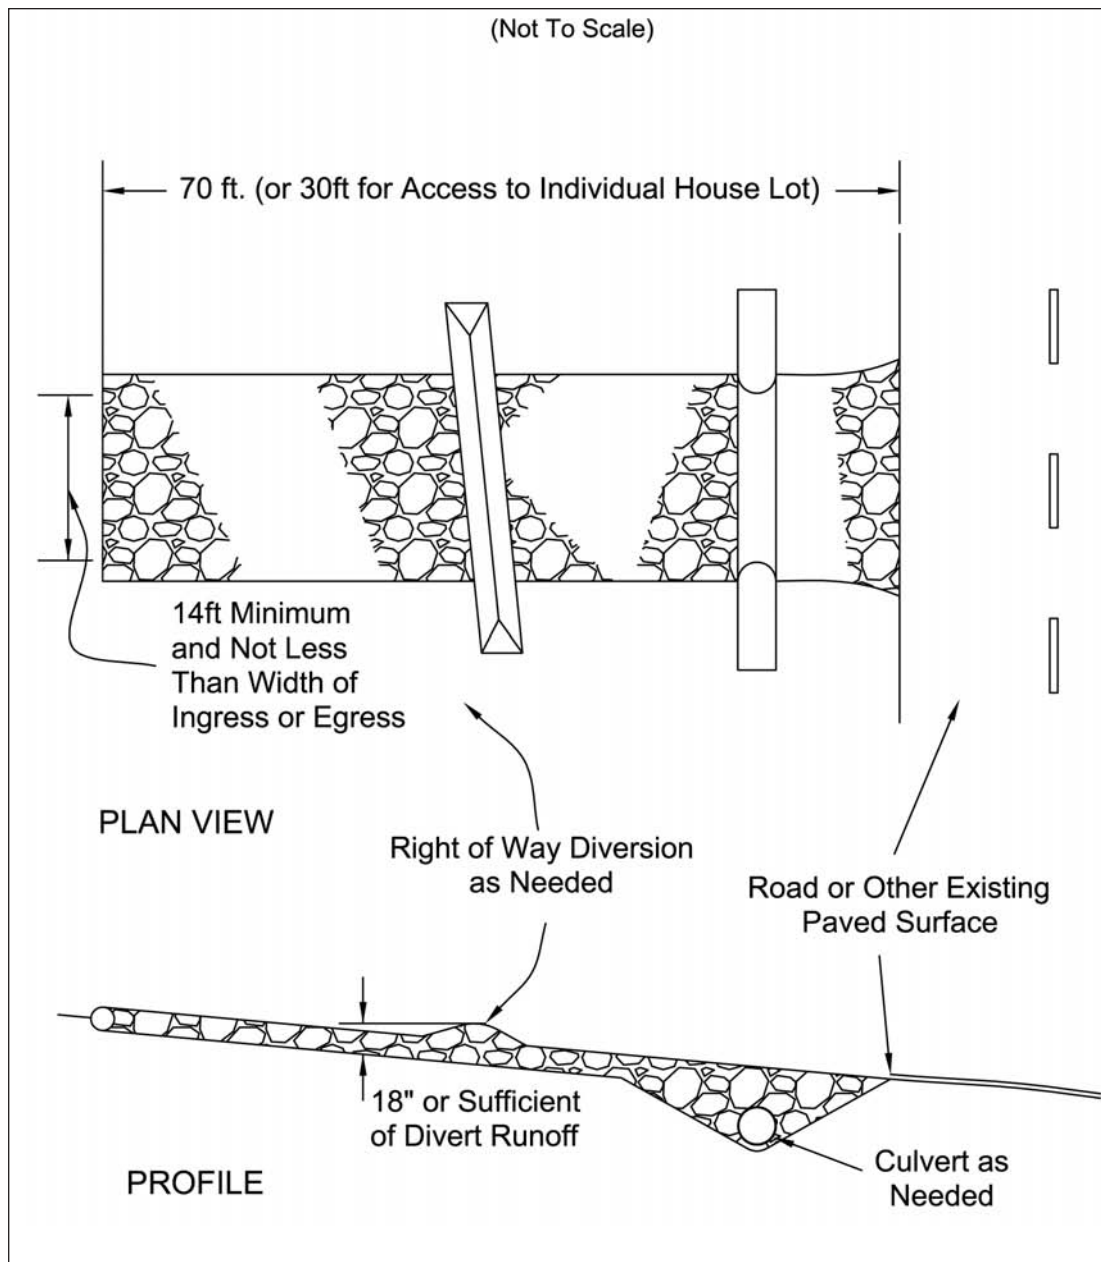 (Not To Scale)
70 ft. (or 30ft for Access to Individual House Lot)
14ft Minimum
and Not Less
Than Width of
Ingress or Egress
PLAN VIEW
Right of Way Diversion
as Needed
Road or Other Existing
Paved Surface
18" or Sufficient
of Divert Runoff
Culvert as
Needed
PROFILE